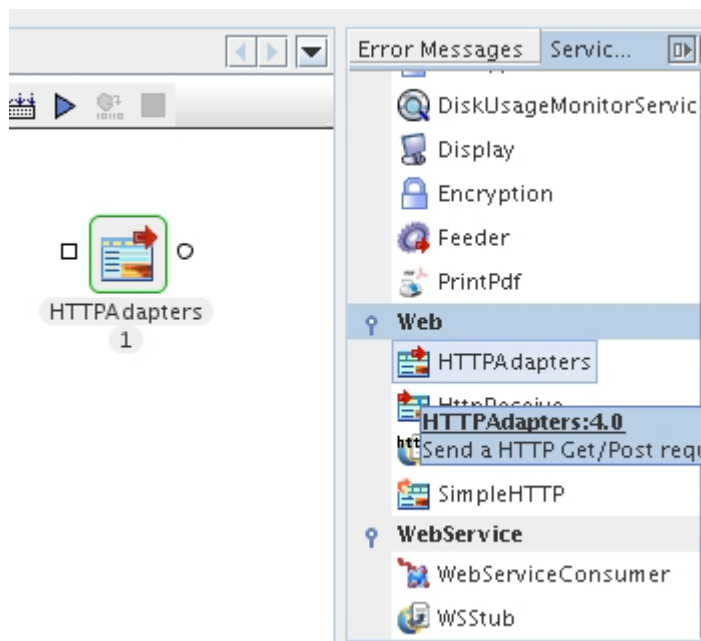 Error Messages
Servic...
DiskUsageMonitorServic
Display
Encryption
Feeder
PrintPdf
Web
HTTPAdapters
HTTPAdapters:4.0
Send a HTTP Get/Post requ
SimpleHTTP
WebService
WebServiceConsumer
WSStub
HTTPAdapters
1